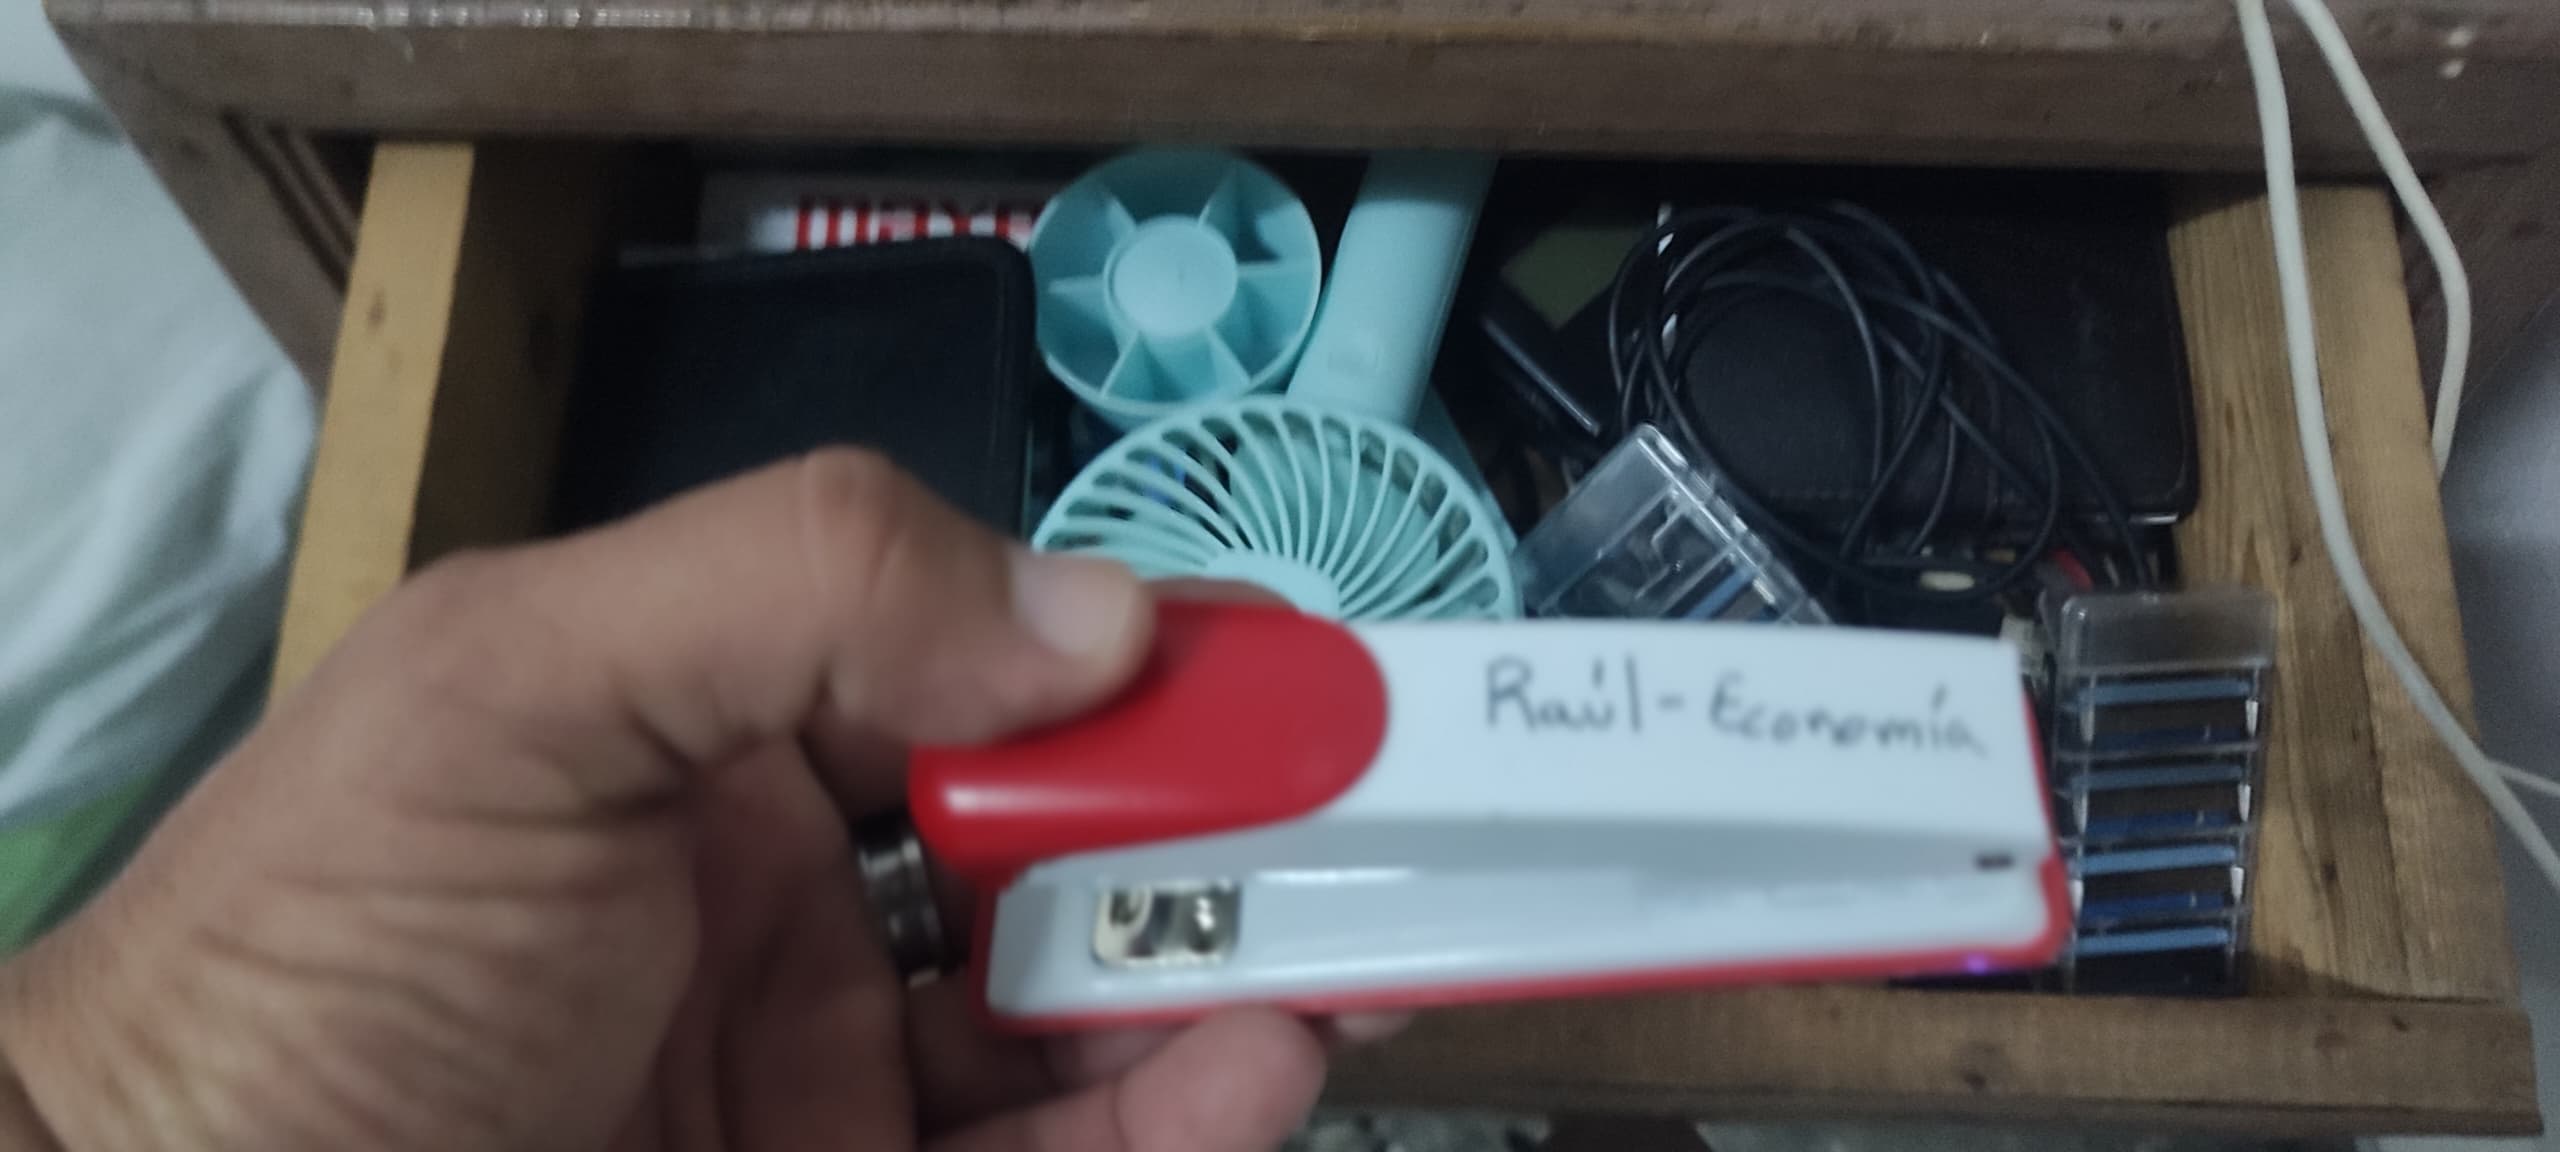 Raúl - Economía